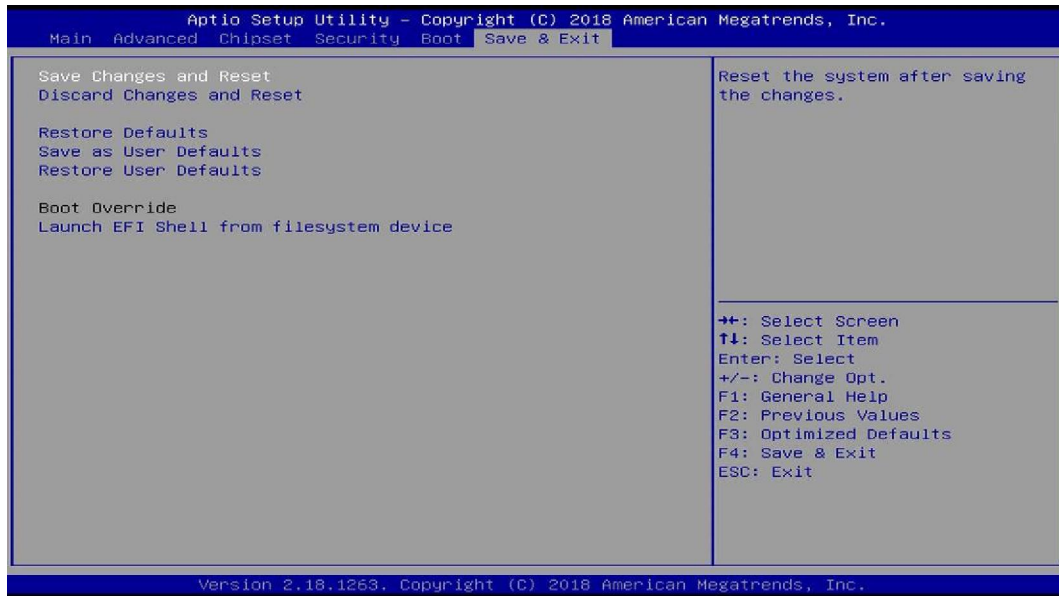 Aptio Setup Utility – Copyright (C) 2018 American Megatrends, Inc.
Main Advanced Chipset Security Boot Save & Exit
Save Changes and Reset
Discard Changes and Reset
Restore Defaults
Save as User Defaults
Restore User Defaults
Boot Override
Launch EFI Shell from filesystem device
Reset the system after saving
the changes.
→←: Select Screen
↑↓: Select Item
Enter: Select
+/-: Change Opt.
F1: General Help
F2: Previous Values
F3: Optimized Defaults
F4: Save & Exit
ESC: Exit
Version 2.18.1263. Copyright (C) 2018 American Megatrends, Inc.